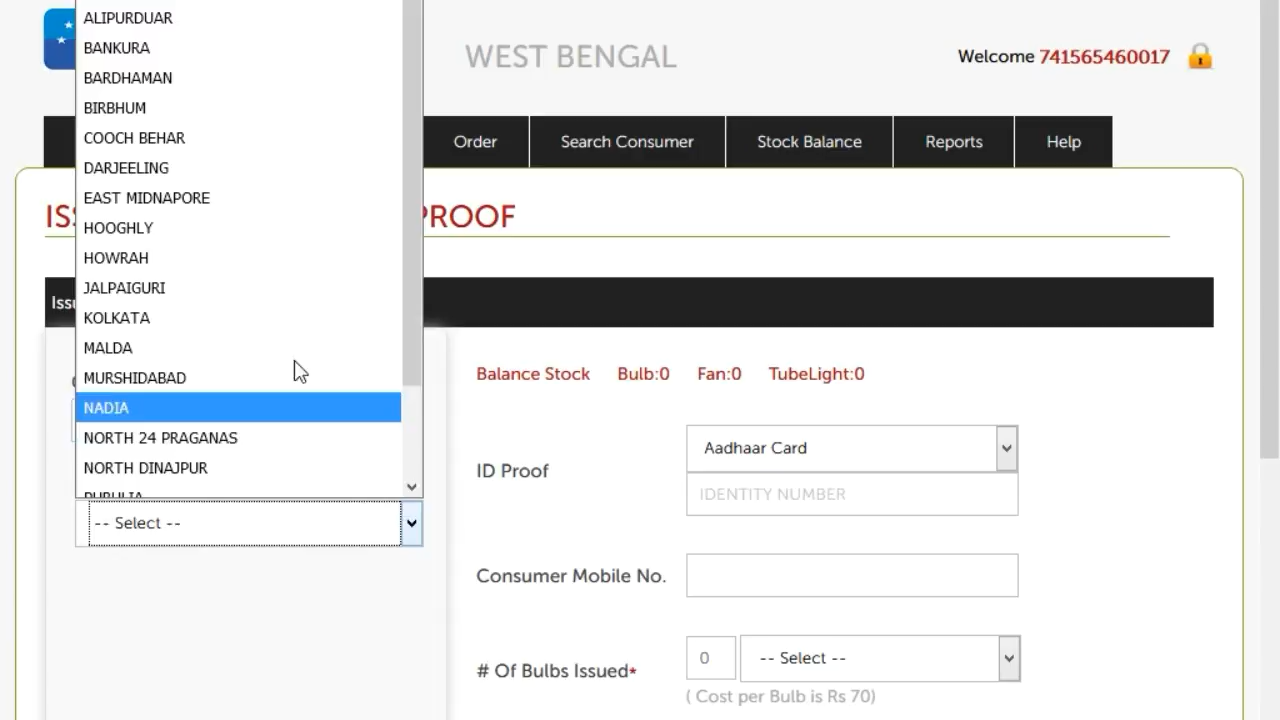 ALIPURDUAR
BANKURA
BARDHAMAN
BIRBHUM
COOCH BEHAR
DARJEELING
EAST MIDNAPORE
HOOGHLY
HOWRAH
JALPAIGURI
KOLKATA
MALDA
MURSHIDABAD
NADIA
NORTH 24 PRAGANAS
NORTH DINAJPUR
PURULIA
-- Select --
WEST BENGAL
Welcome 741565460017
Order Search Consumer Stock Balance Reports Help
PROOF
Balance Stock Bulb:0 Fan:0 TubeLight:0
ID Proof Aadhaar Card
IDENTITY NUMBER
Consumer Mobile No.
# Of Bulbs Issued* 0 -- Select --
( Cost per Bulb is Rs 70)